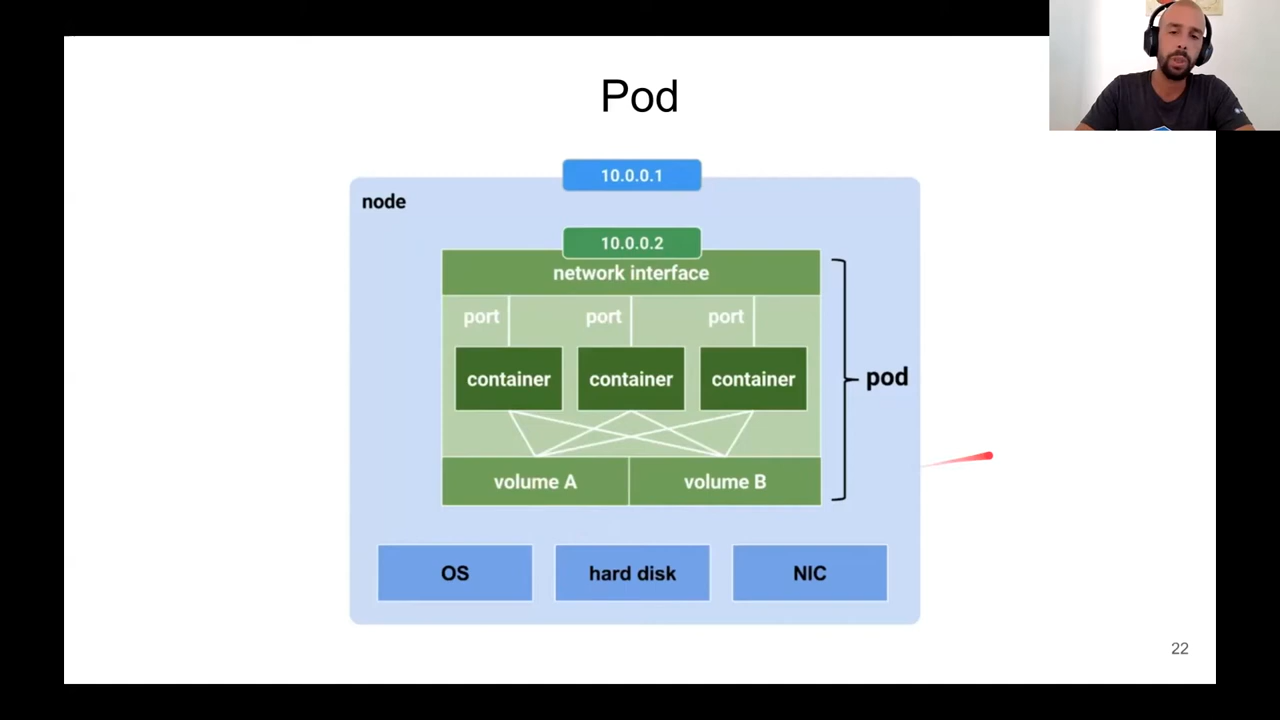 Pod
10.0.0.1
node
10.0.0.2
network interface
port port port
container container container
pod
volume A volume B
OS hard disk NIC
22